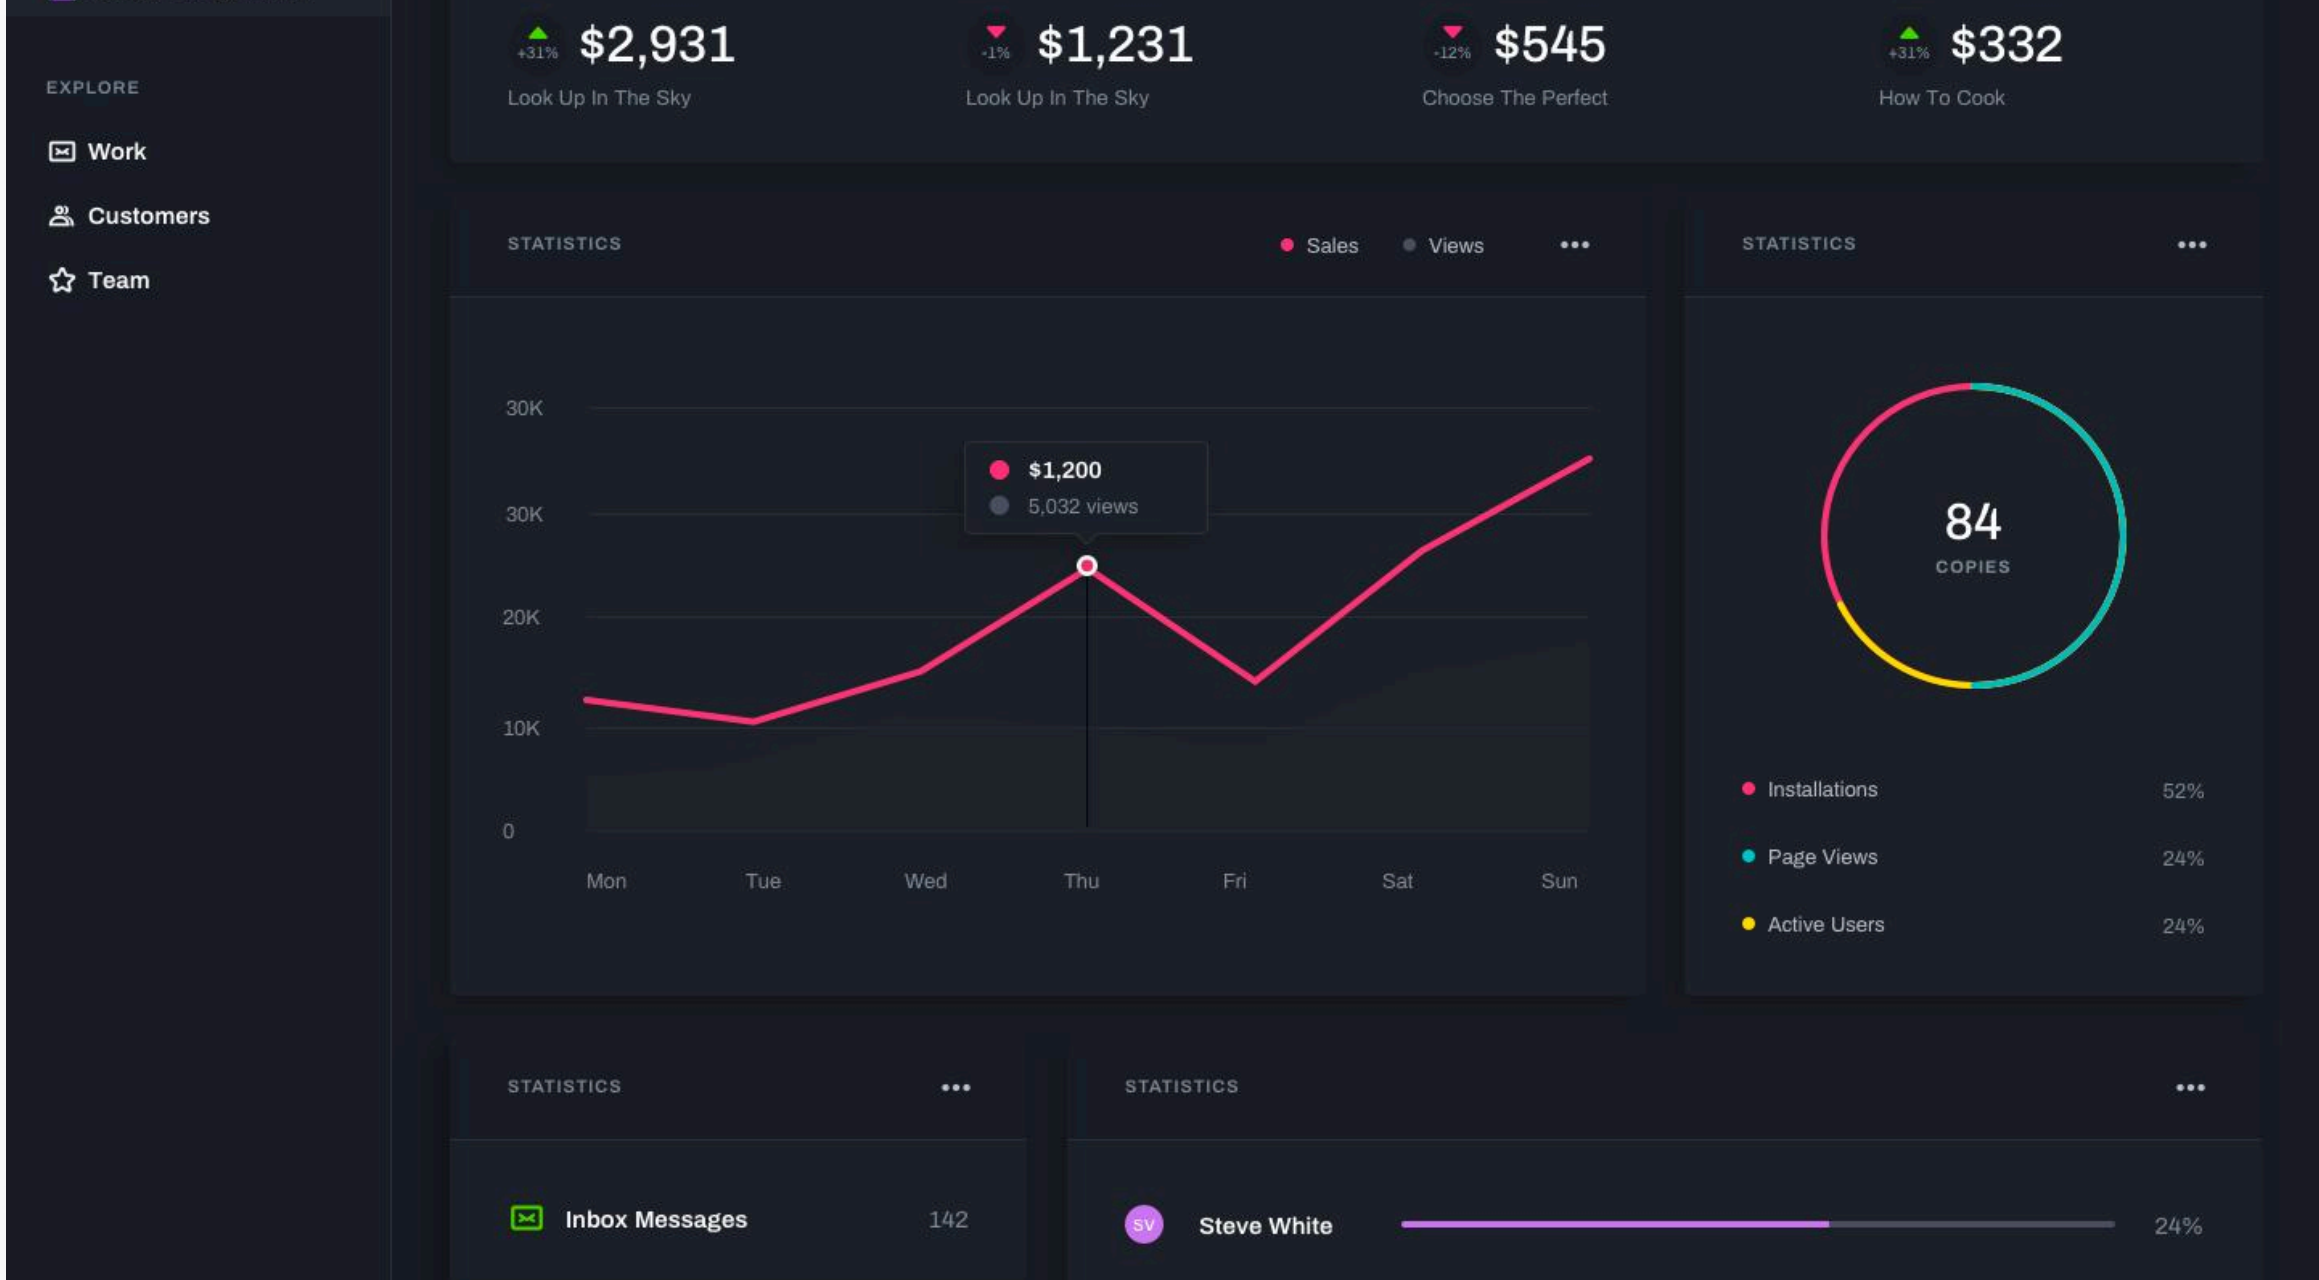 +31% $2,931
Look Up In The Sky
-1% $1,231
Look Up In The Sky
-12% $545
Choose The Perfect
+31% $332
How To Cook
EXPLORE
Work
Customers
Team
STATISTICS
Sales Views
30K
30K
20K
10K
0
$1,200
5,032 views
Mon Tue Wed Thu Fri Sat Sun
STATISTICS
84
COPIES
Installations 52%
Page Views 24%
Active Users 24%
STATISTICS
Inbox Messages 142
STATISTICS
SV Steve White 24%